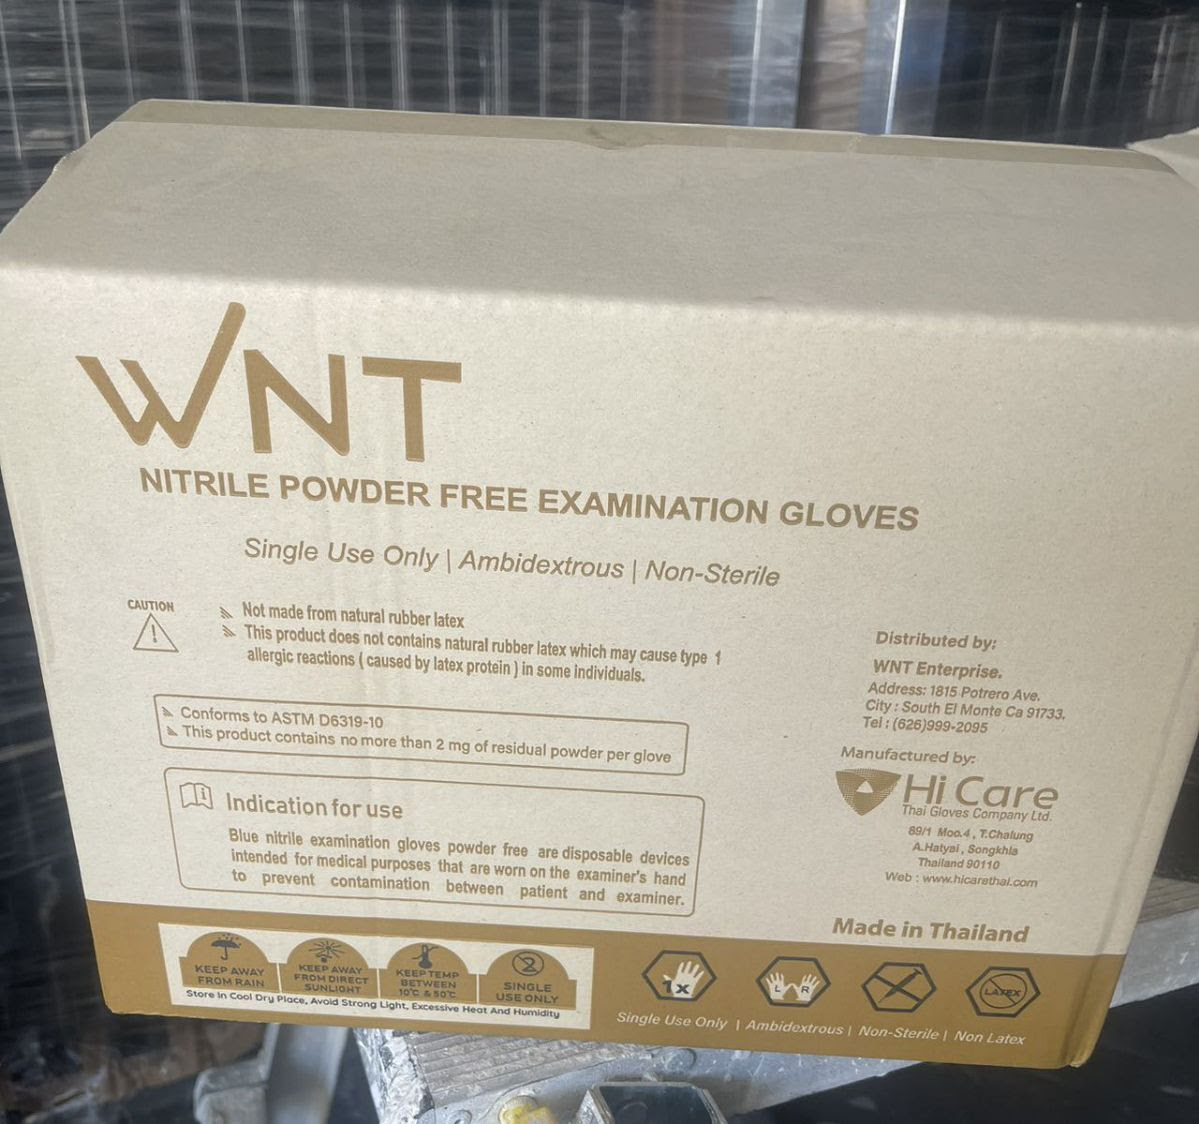 WNT
NITRILE POWDER FREE EXAMINATION GLOVES
Single Use Only | Ambidextrous | Non-Sterile
CAUTION
!
Not made from natural rubber latex
This product does not contains natural rubber latex which may cause type 1
allergic reactions ( caused by latex protein ) in some individuals.
Conforms to ASTM D6319-10
This product contains no more than 2 mg of residual powder per glove
i
Indication for use
Blue nitrile examination gloves powder free are disposable devices
intended for medical purposes that are worn on the examiner's hand
to prevent contamination between patient and examiner.
Distributed by:
WNT Enterprise.
Address: 1815 Potrero Ave.
City : South El Monte Ca 91733.
Tel : (626)999-2095
Manufactured by:
Hi Care
Thai Gloves Company Ltd.
89/1 Moo.4 , T.Chalung
A.Hatyai , Songkhla
Thailand 90110
Web : www.hicarethai.com
Made in Thailand
KEEP AWAY
FROM RAIN
KEEP AWAY
FROM DIRECT
SUNLIGHT
KEEP TEMP
BETWEEN
10°C & 50°C
2
SINGLE
USE ONLY
Store In Cool Dry Place, Avoid Strong Light, Excessive Heat And Humidity
1x
L R
LATEX
Single Use Only | Ambidextrous | Non-Sterile | Non Latex